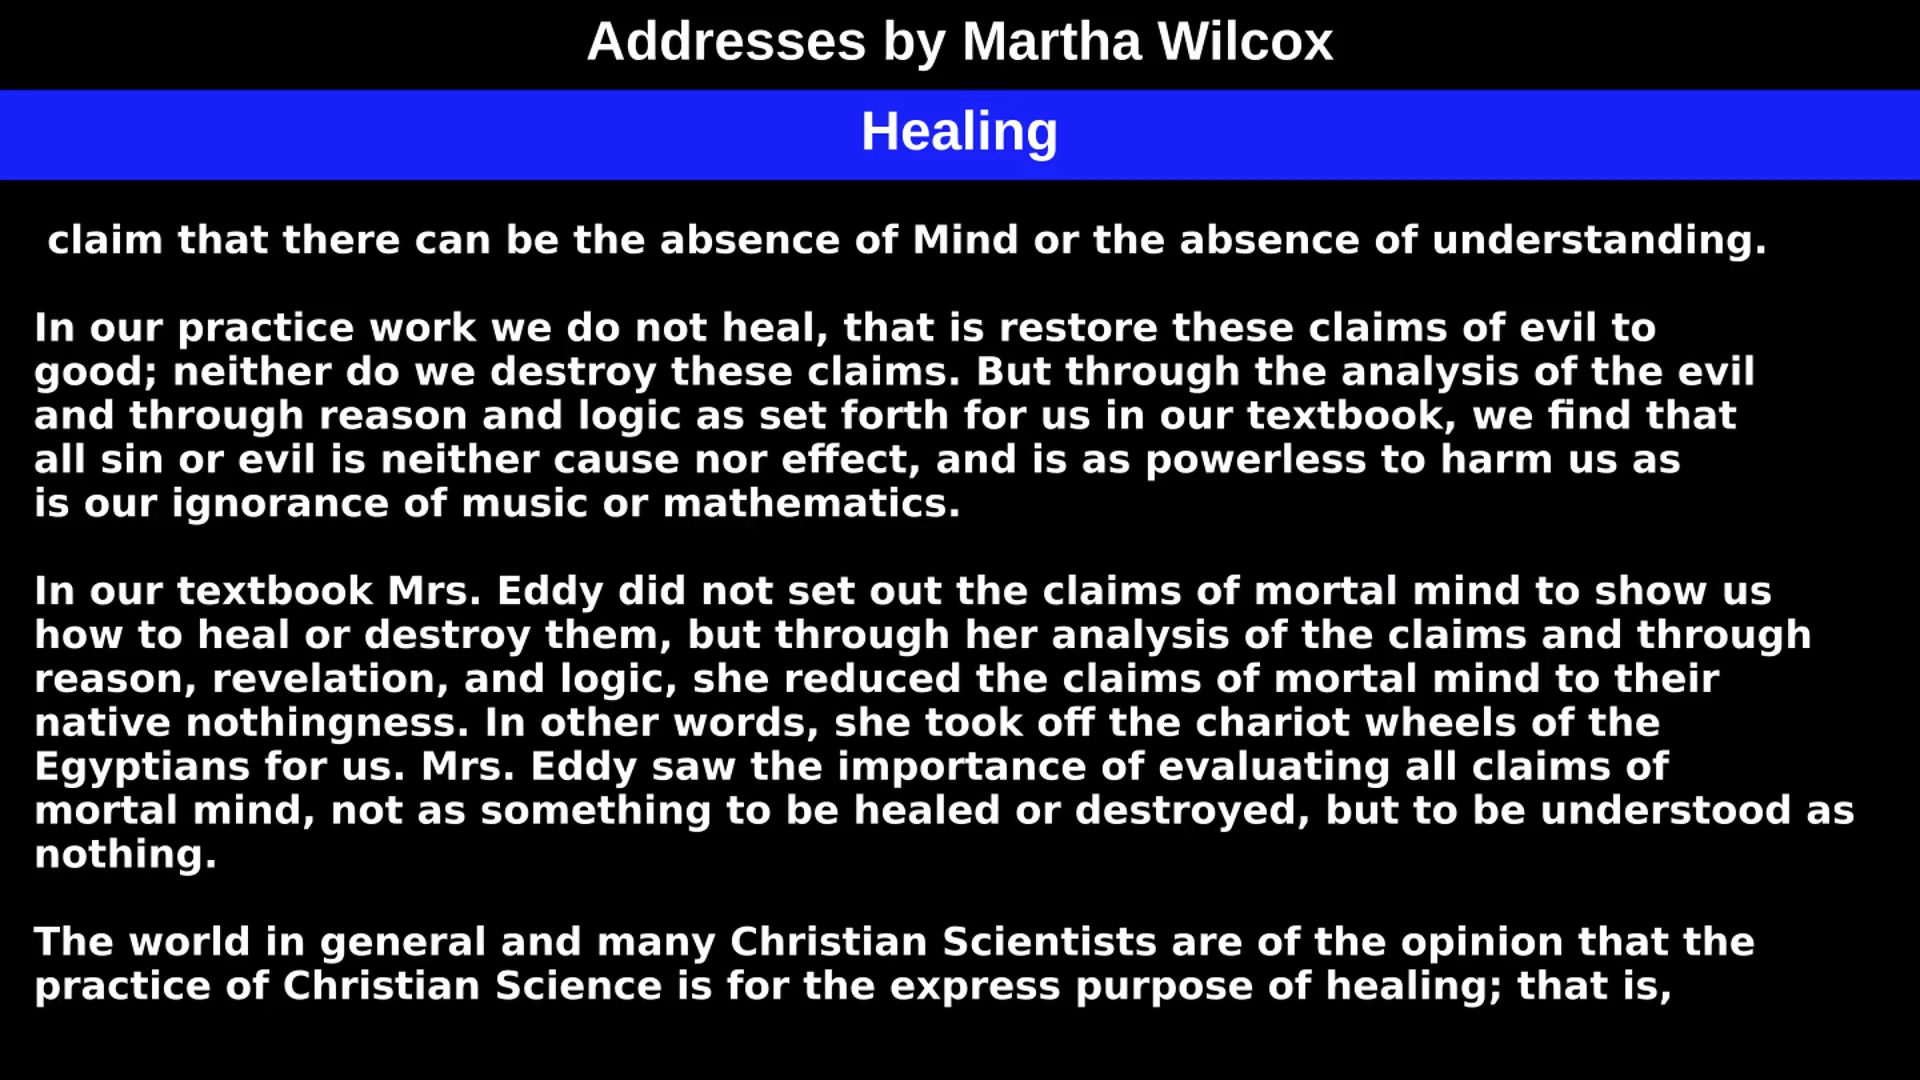 Addresses by Martha Wilcox
Healing
claim that there can be the absence of Mind or the absence of understanding.
In our practice work we do not heal, that is restore these claims of evil to
good; neither do we destroy these claims. But through the analysis of the evil
and through reason and logic as set forth for us in our textbook, we find that
all sin or evil is neither cause nor effect, and is as powerless to harm us as
is our ignorance of music or mathematics.
In our textbook Mrs. Eddy did not set out the claims of mortal mind to show us
how to heal or destroy them, but through her analysis of the claims and through
reason, revelation, and logic, she reduced the claims of mortal mind to their
native nothingness. In other words, she took off the chariot wheels of the
Egyptians for us. Mrs. Eddy saw the importance of evaluating all claims of
mortal mind, not as something to be healed or destroyed, but to be understood as
nothing.
The world in general and many Christian Scientists are of the opinion that the
practice of Christian Science is for the express purpose of healing; that is,